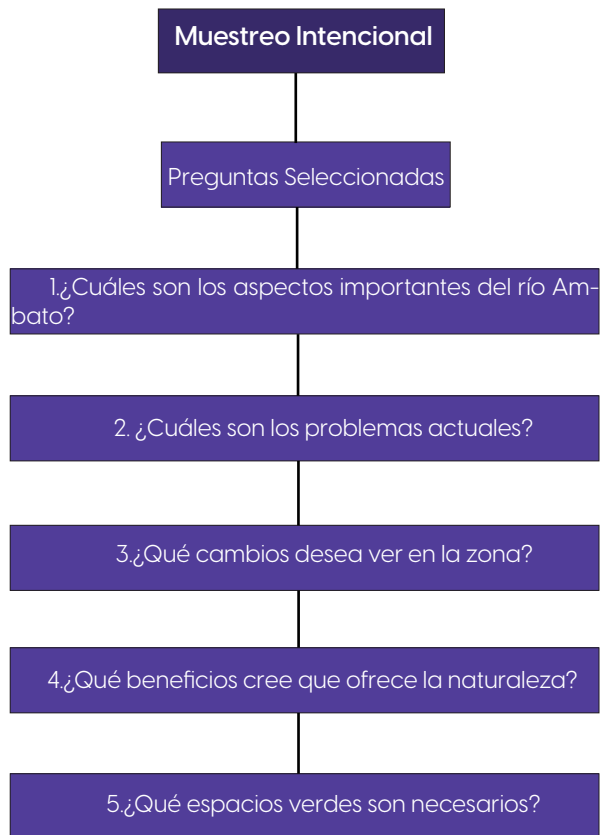 Muestreo Intencional
Preguntas Seleccionadas
1.¿Cuáles son los aspectos importantes del río Am-
bato?
2. ¿Cuáles son los problemas actuales?
3.¿Qué cambios desea ver en la zona?
4.¿Qué beneficios cree que ofrece la naturaleza?
5.¿Qué espacios verdes son necesarios?